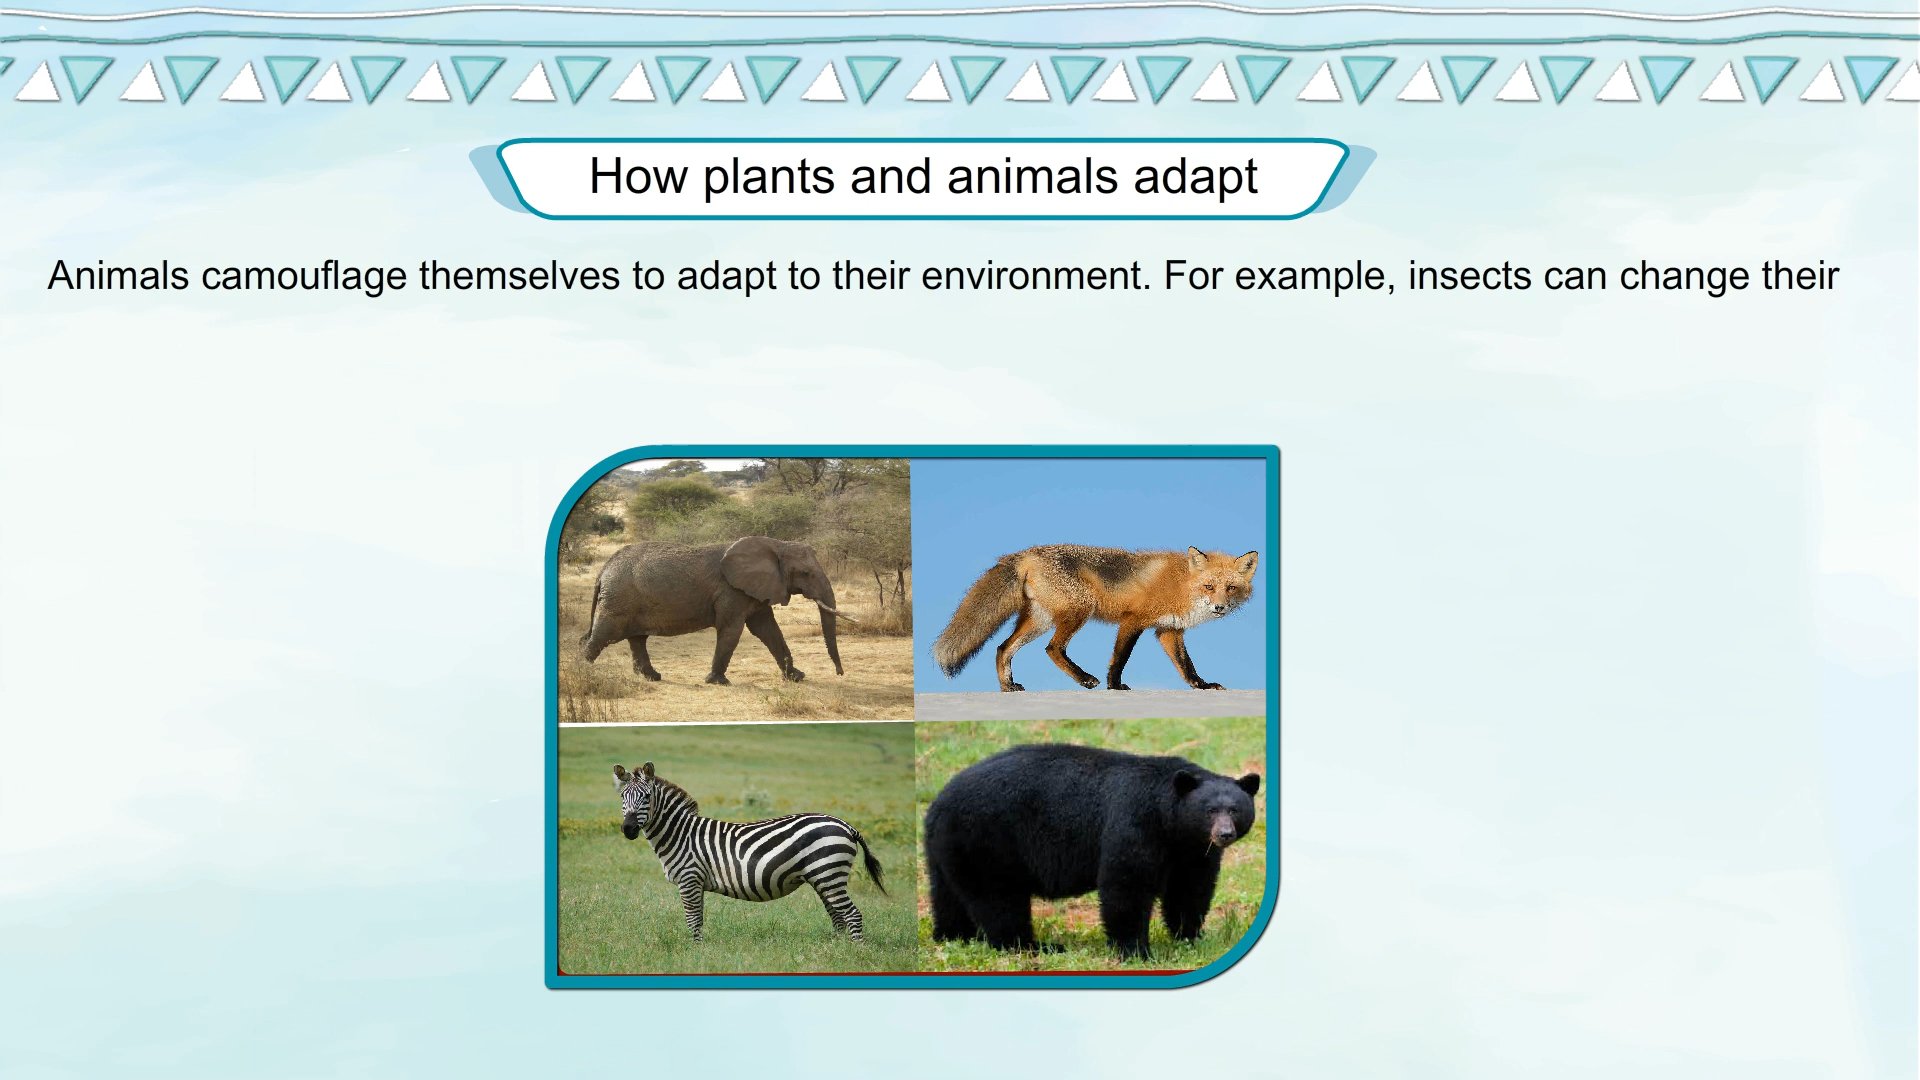 How plants and animals adapt
Animals camouflage themselves to adapt to their environment. For example, insects can change their